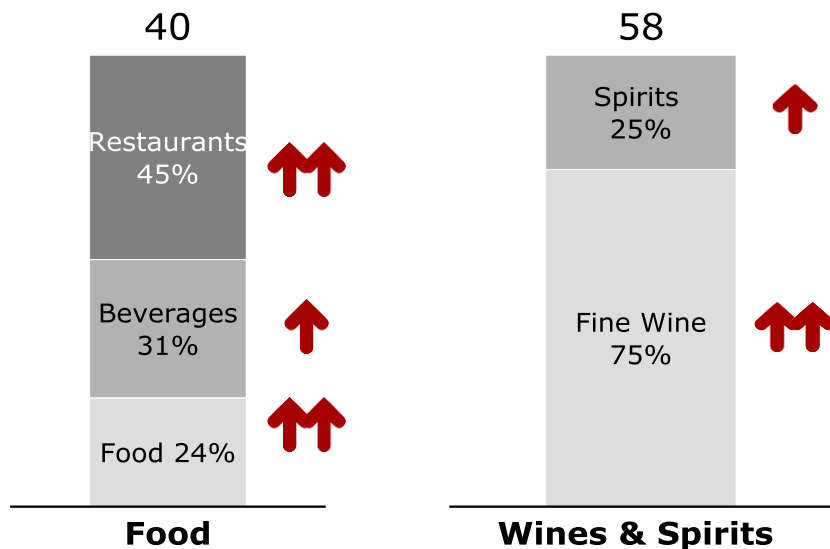 40
Restaurants
45%
Beverages
31%
Food 24%
Food
58
Spirits
25%
Fine Wine
75%
Wines & Spirits